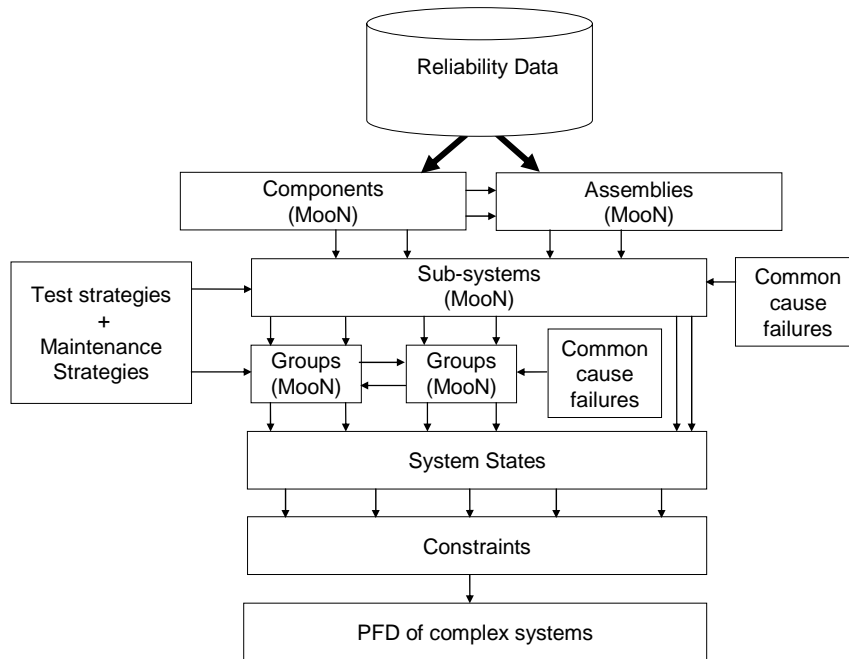 Reliability Data
Components
(MooN)
Assemblies
(MooN)
Sub-systems
(MooN)
Test strategies
+
Maintenance
Strategies
Common
cause
failures
Groups
(MooN)
Groups
(MooN)
Common
cause
failures
System States
Constraints
PFD of complex systems